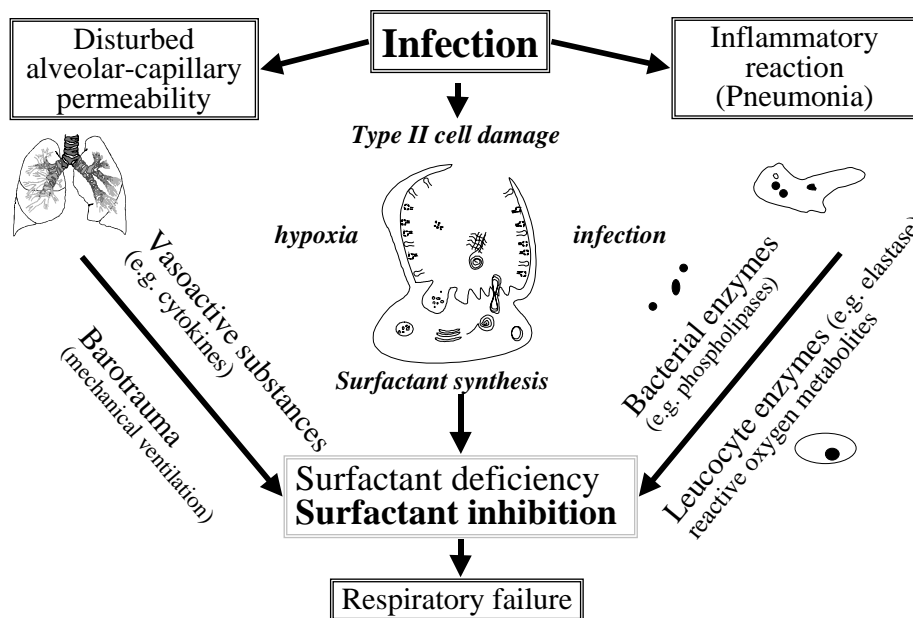 Disturbed
alveolar-capillary
permeability
Infection
Inflammatory
reaction
(Pneumonia)
Type II cell damage
hypoxia
infection
Vasoactive substances
(e.g. cytokines)
Barotrauma
(mechanical ventilation)
Bacterial enzymes
(e.g. phospholipases)
Leucocyte enzymes (e.g. elastase)
reactive oxygen metabolites
Surfactant synthesis
Surfactant deficiency
Surfactant inhibition
Respiratory failure